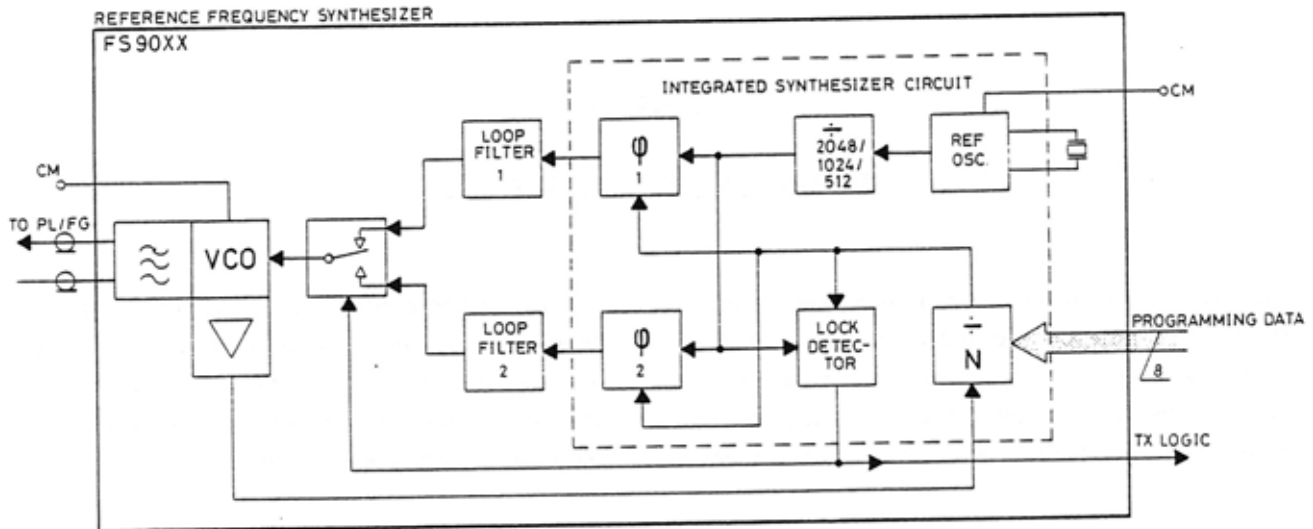 REFERENCE FREQUENCY SYNTHESIZER
FS90XX
INTEGRATED SYNTHESIZER CIRCUIT
CM
LOOP
FILTER
1
φ
1
÷
2048/
1024/
512
REF
OSC.
CM
TO PL/FG
VCO
LOOP
FILTER
2
φ
2
LOCK
DETEC-
TOR
÷
N
PROGRAMMING DATA
8
TX LOGIC